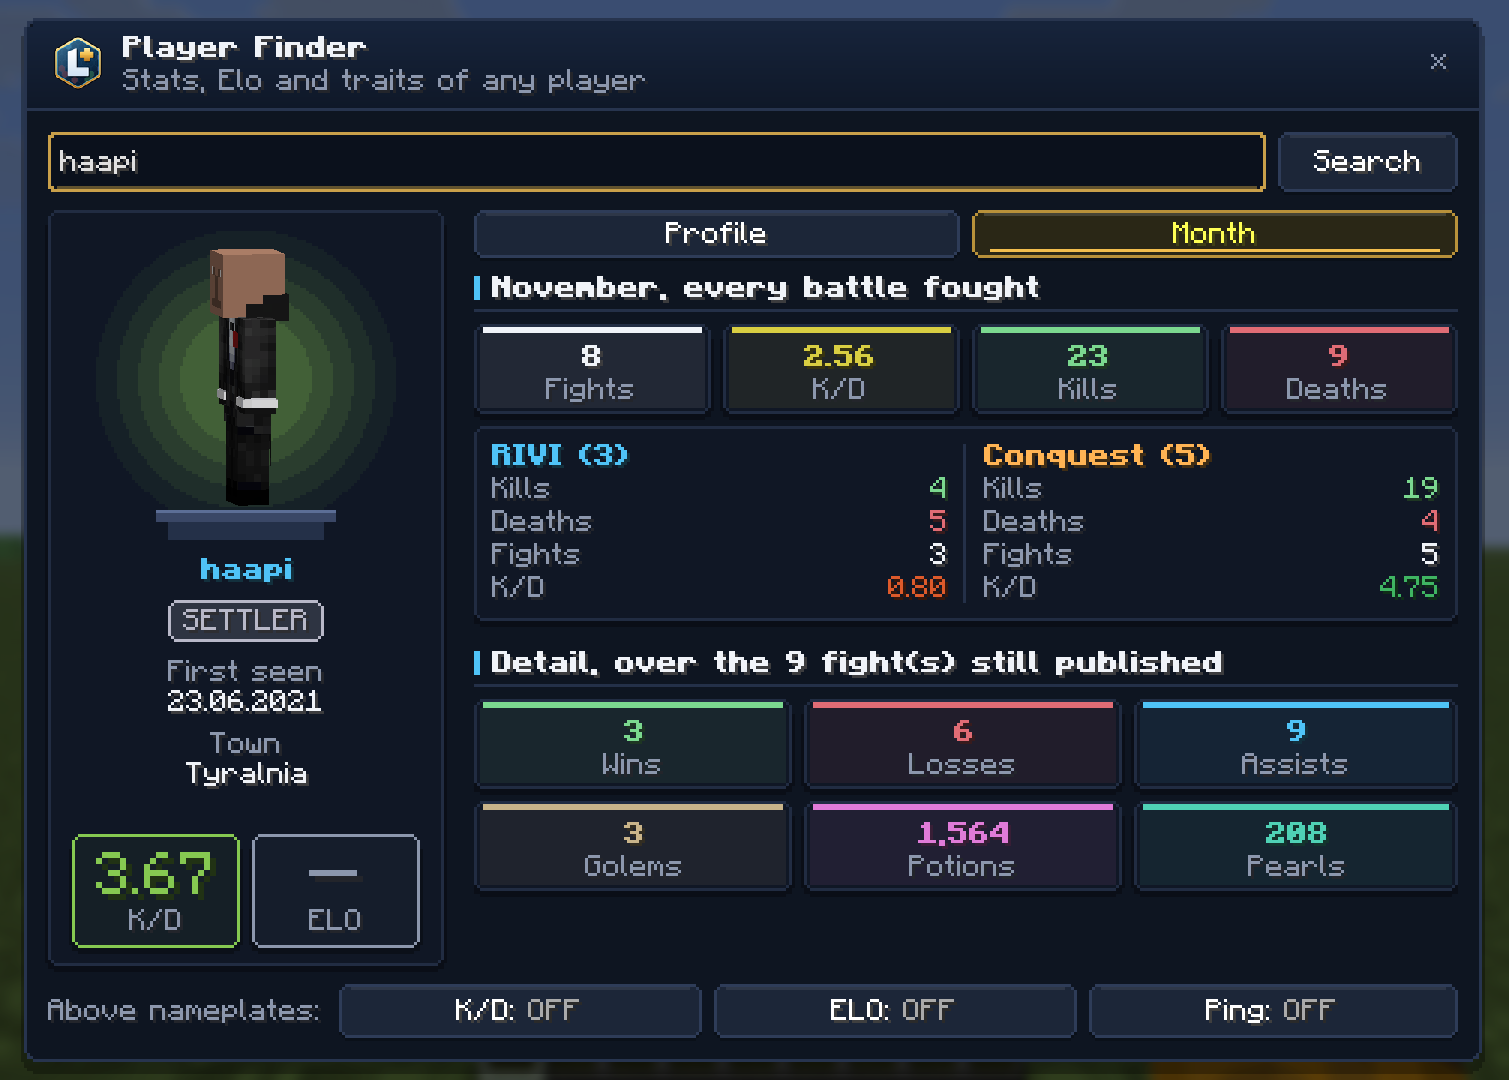 Player Finder
Stats, Elo and traits of any player
×
haapi
Search
Profile
Month
November, every battle fought
8
Fights
2.56
K/D
23
Kills
9
Deaths
RIVI (3)
Kills 4
Deaths 5
Fights 3
K/D 0.80
Conquest (5)
Kills 19
Deaths 4
Fights 5
K/D 4.75
Detail, over the 9 fight(s) still published
3
Wins
6
Losses
9
Assists
3
Golems
1,564
Potions
208
Pearls
haapi
SETTLER
First seen
23.06.2021
Town
Tyralnia
3.67
K/D
—
ELO
Above nameplates:
K/D: OFF
ELO: OFF
Ping: OFF